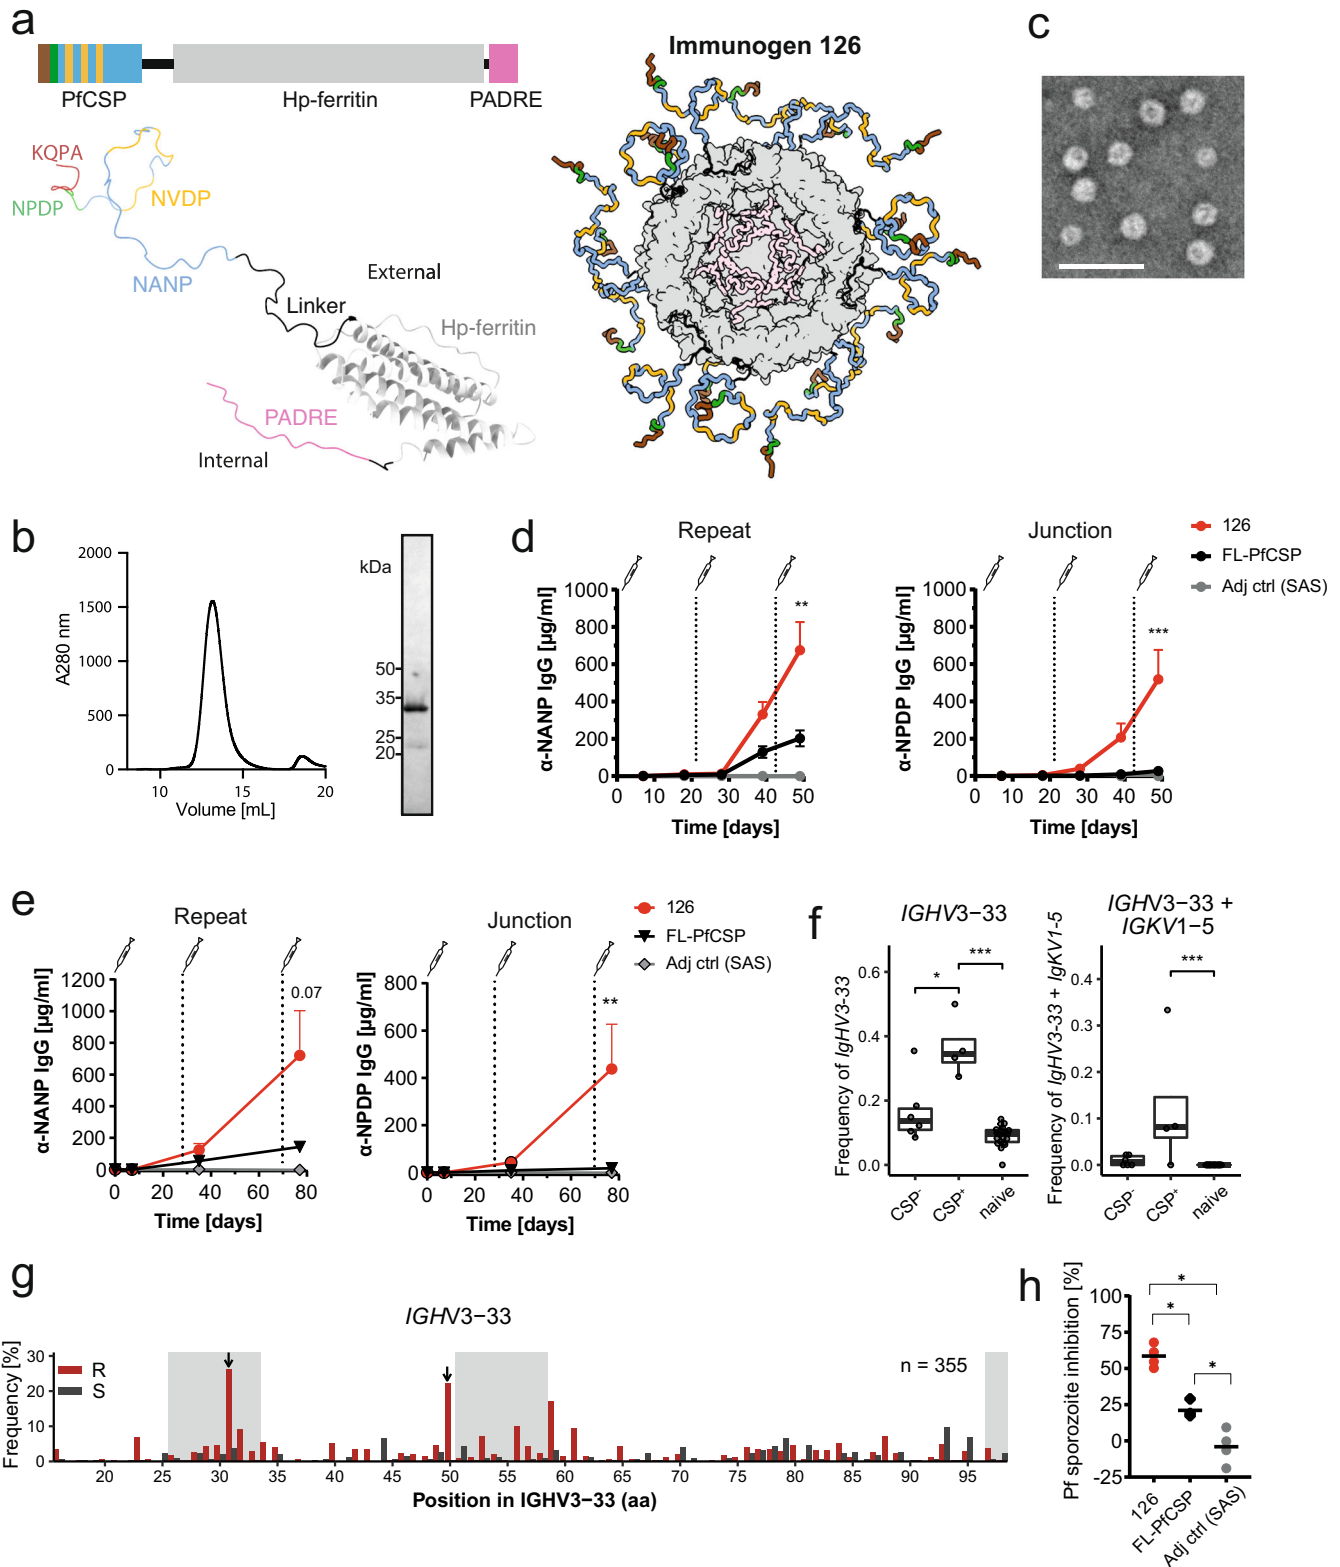 a
PfCSP
Hp-ferritin
PADRE
KQPA
NPDP
NVDP
NANP
Linker
External
Hp-ferritin
PADRE
Internal
Immunogen 126
c
b
2000
1500
1000
500
0
A280 nm
10
15
20
Volume [mL]
kDa
50
35
25
20
d
Repeat
1000
800
600
400
200
0
α-NANP IgG [µg/ml]
**
0 10 20 30 40 50
Time [days]
Junction
1000
800
600
400
200
0
α-NPDP IgG [µg/ml]
***
0 10 20 30 40 50
Time [days]
126
FL-PfCSP
Adj ctrl (SAS)
e
Repeat
1200
1000
800
600
400
200
0
α-NANP IgG [µg/ml]
0.07
0 20 40 60 80
Time [days]
Junction
800
600
400
200
0
α-NPDP IgG [µg/ml]
**
0 20 40 60 80
Time [days]
126
FL-PfCSP
Adj ctrl (SAS)
f
IGHV3−33
Frequency of IgHV3-33
0.6
0.4
0.2
0.0
*
***
CSP-
CSP+
naive
IGHV3−33 +
IGKV1−5
Frequency of IgHV3-33 + IgKV1-5
0.4
0.3
0.2
0.1
0.0
***
CSP-
CSP+
naive
g
IGHV3−33
Frequency [%]
30
20
10
0
R
S
n = 355
20 25 30 35 40 45 50 55 60 65 70 75 80 85 90 95
Position in IGHV3−33 (aa)
h
Pf sporozoite inhibition [%]
100
75
50
25
0
-25
*
*
*
126
FL-PfCSP
Adj ctrl (SAS)